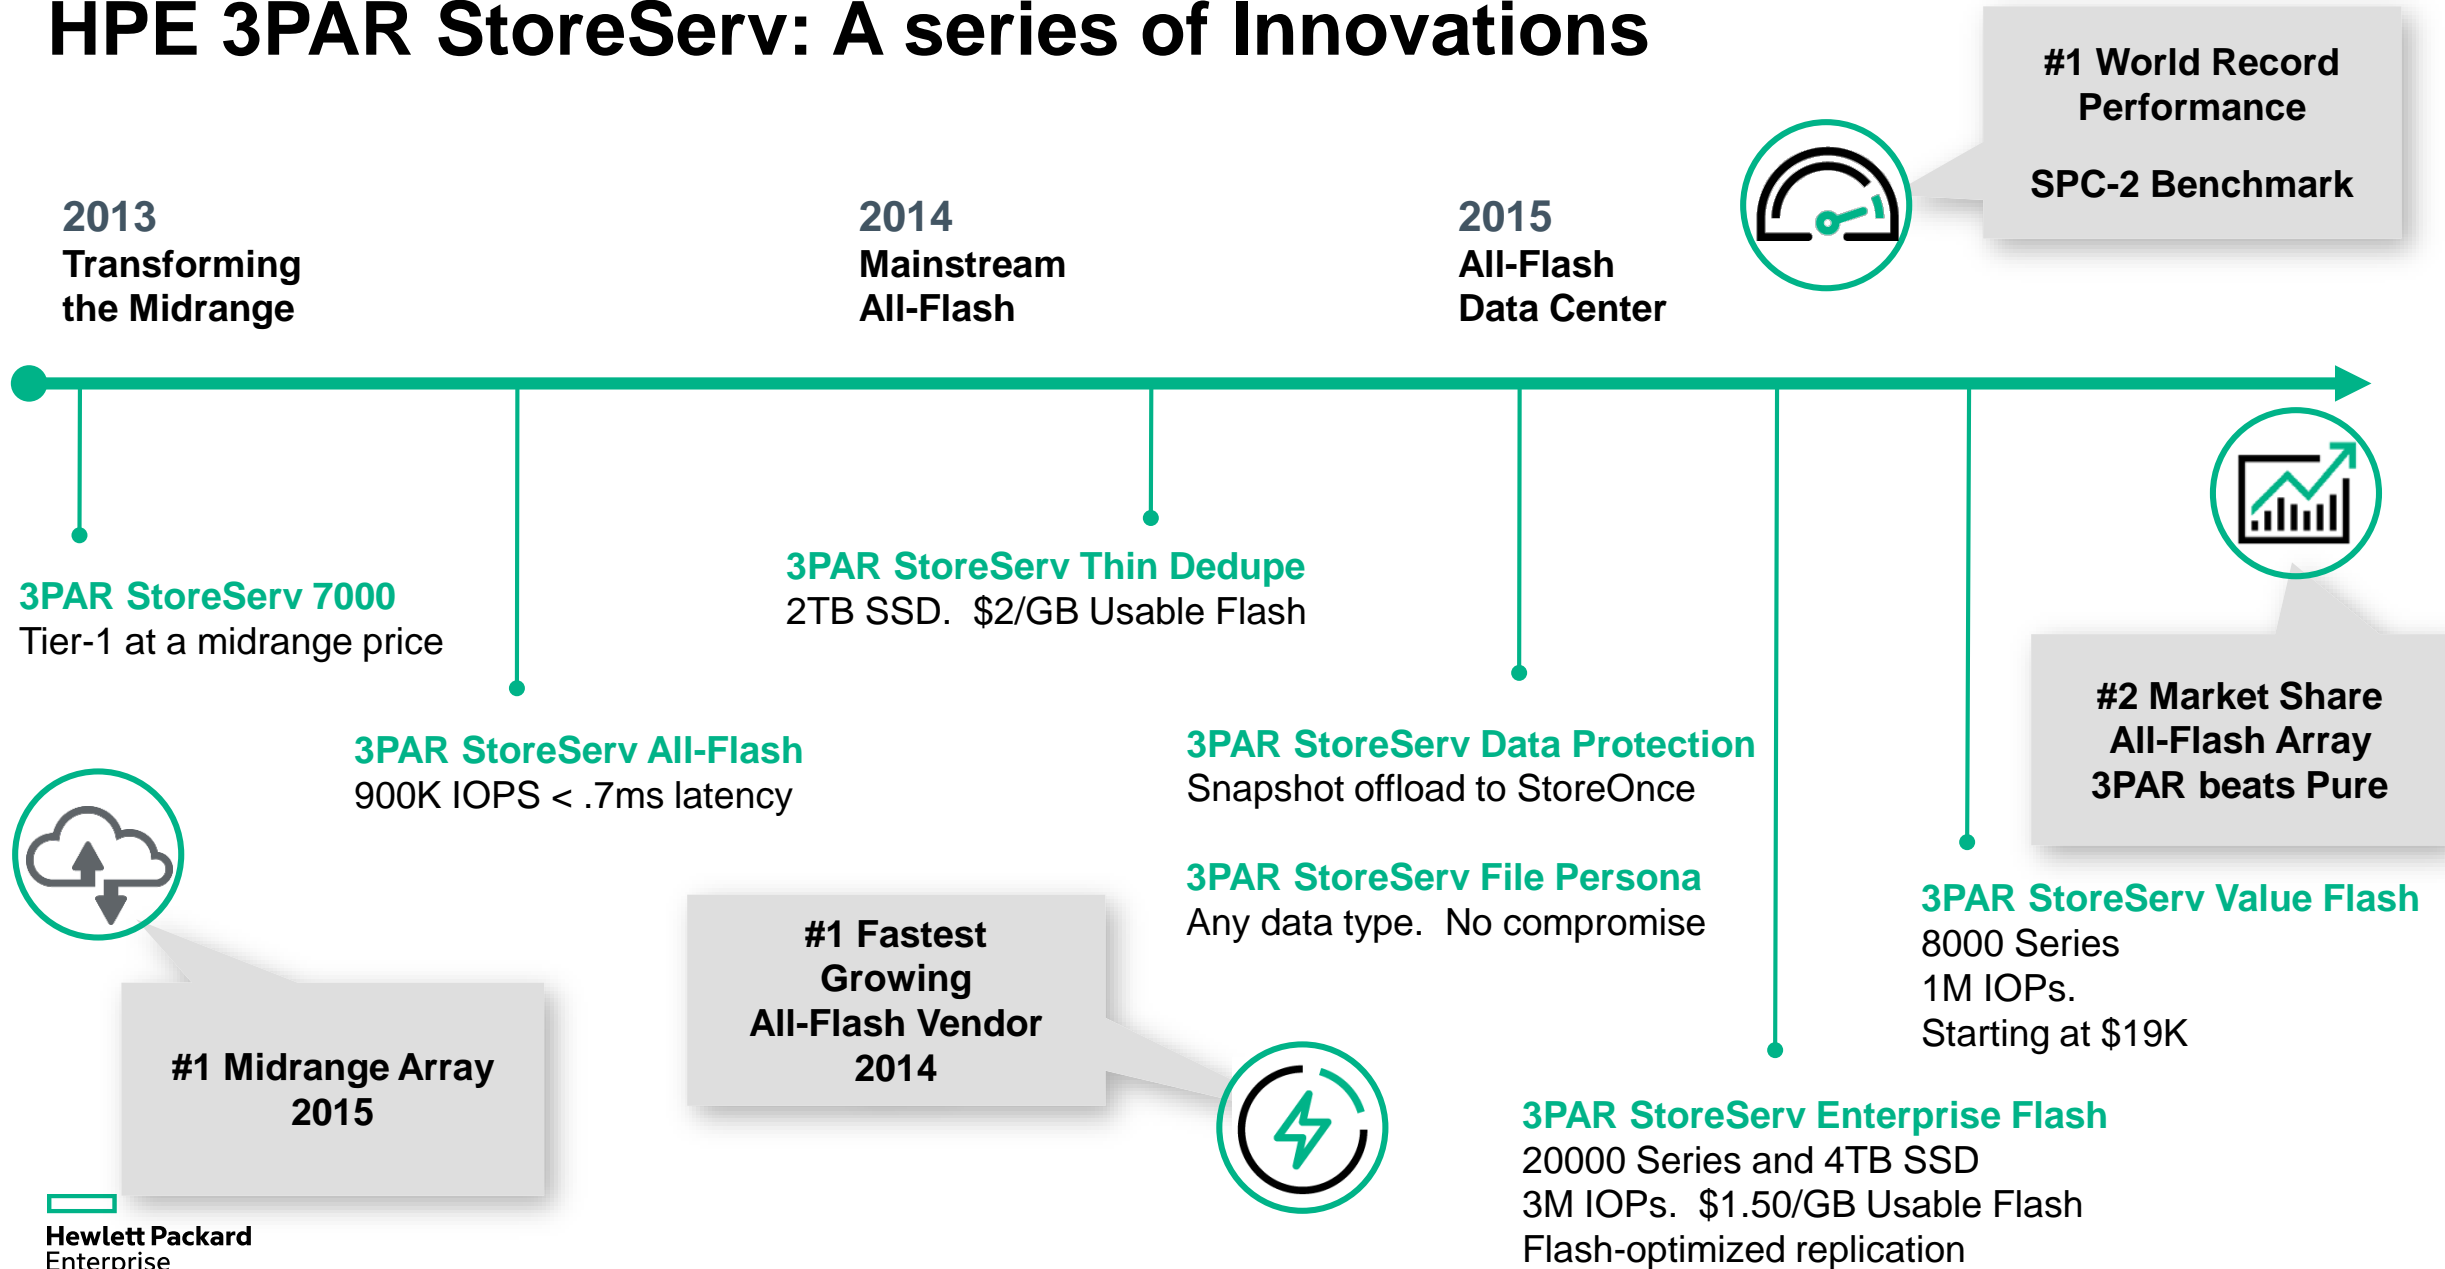 HPE 3PAR StoreServ: A series of Innovations
#1 World Record
Performance
SPC-2 Benchmark
2013
Transforming
the Midrange
2014
Mainstream
All-Flash
2015
All-Flash
Data Center
3PAR StoreServ 7000
Tier-1 at a midrange price
3PAR StoreServ All-Flash
900K IOPS < .7ms latency
3PAR StoreServ Thin Dedupe
2TB SSD.  $2/GB Usable Flash
3PAR StoreServ Data Protection
Snapshot offload to StoreOnce
3PAR StoreServ File Persona
Any data type.  No compromise
#2 Market Share
All-Flash Array
3PAR beats Pure
3PAR StoreServ Value Flash
8000 Series
1M IOPs.
Starting at $19K
#1 Fastest
Growing
All-Flash Vendor
2014
#1 Midrange Array
2015
3PAR StoreServ Enterprise Flash
20000 Series and 4TB SSD
3M IOPs.  $1.50/GB Usable Flash
Flash-optimized replication
Hewlett Packard
Enterprise